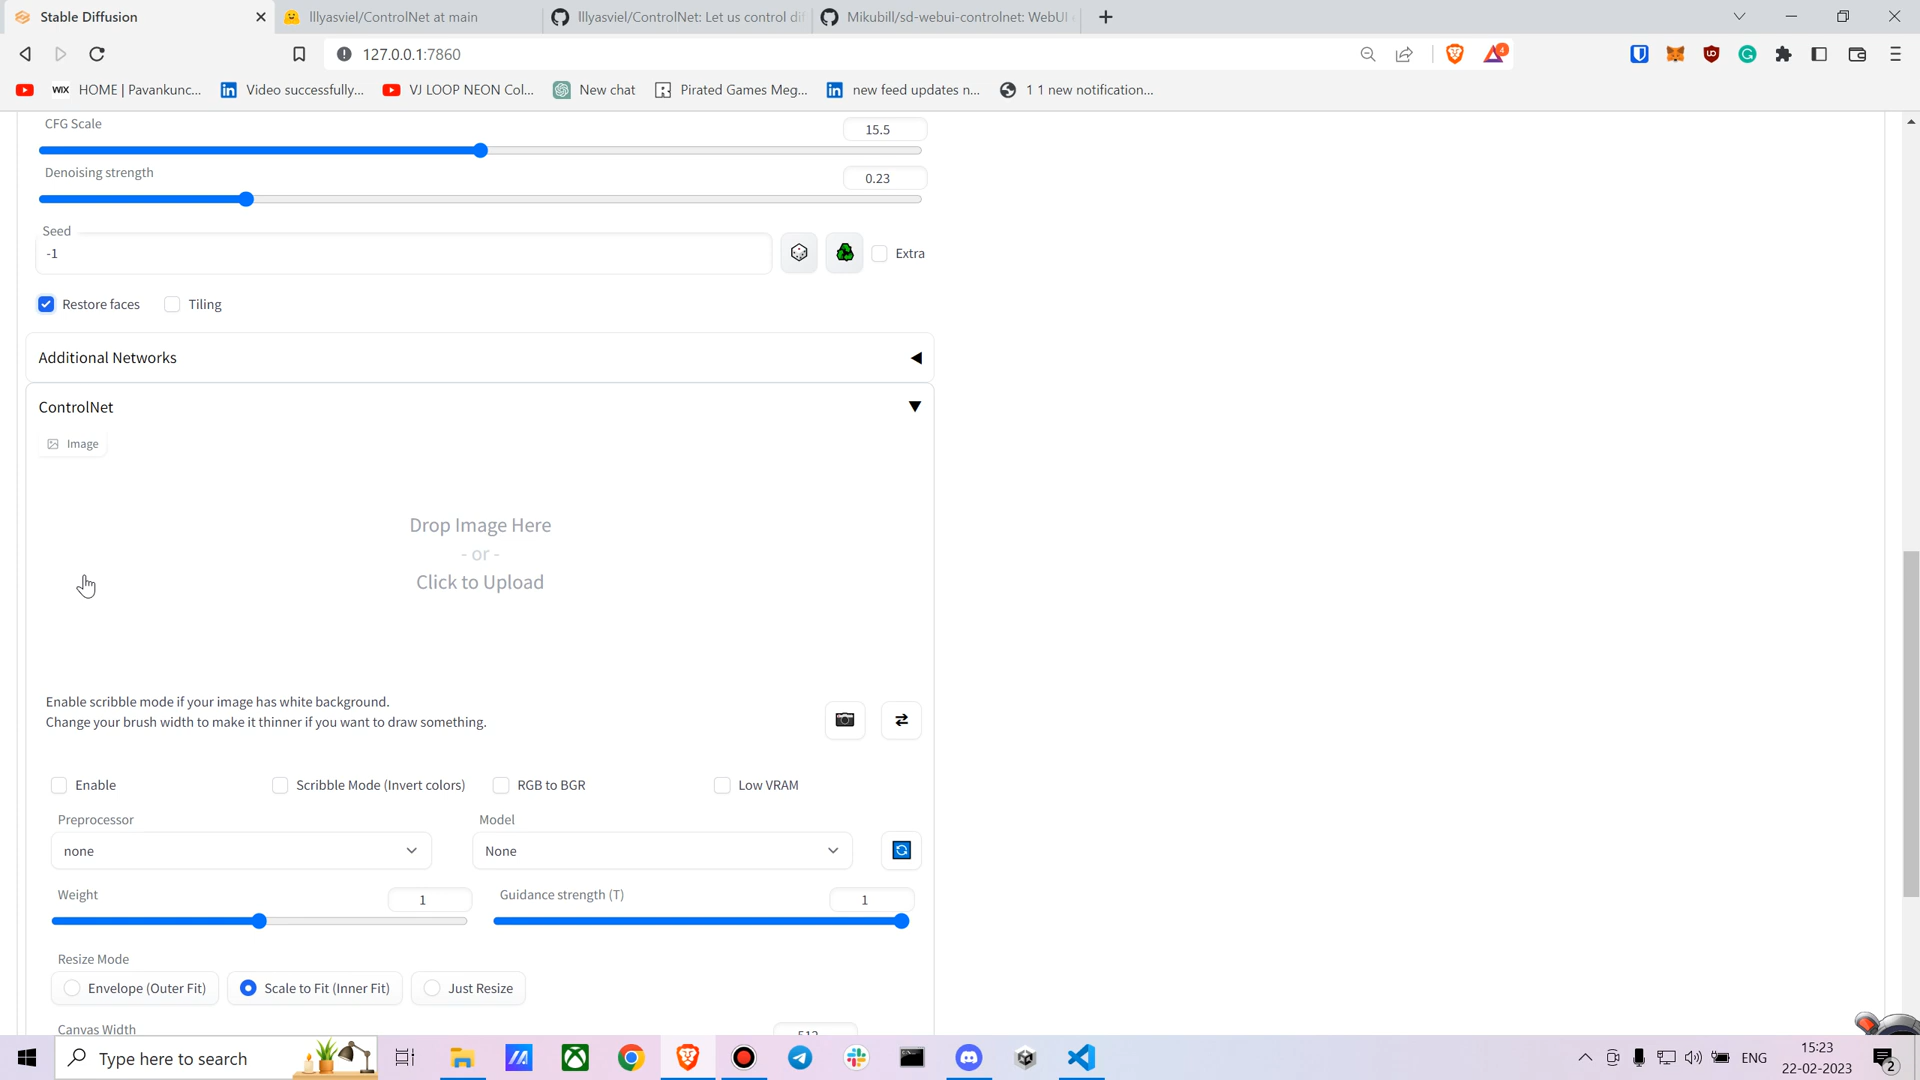 Stable Diffusion
lllyasviel/ControlNet at main
lllyasviel/ControlNet: Let us control dif
Mikubill/sd-webui-controlnet: WebUI
127.0.0.1:7860
4
WIX HOME | Pavankunc...
Video successfully...
VJ LOOP NEON Col...
New chat
Pirated Games Meg...
new feed updates n...
1 1 new notification...
CFG Scale
15.5
Denoising strength
0.23
Seed
-1
Extra
Restore faces
Tiling
Additional Networks
ControlNet
Image
Drop Image Here
- or -
Click to Upload
Enable scribble mode if your image has white background.
Change your brush width to make it thinner if you want to draw something.
Enable
Scribble Mode (Invert colors)
RGB to BGR
Low VRAM
Preprocessor
Model
none
None
Weight
1
Guidance strength (T)
1
Resize Mode
Envelope (Outer Fit)
Scale to Fit (Inner Fit)
Just Resize
Canvas Width
512
Type here to search
ENG
15:23
22-02-2023
2